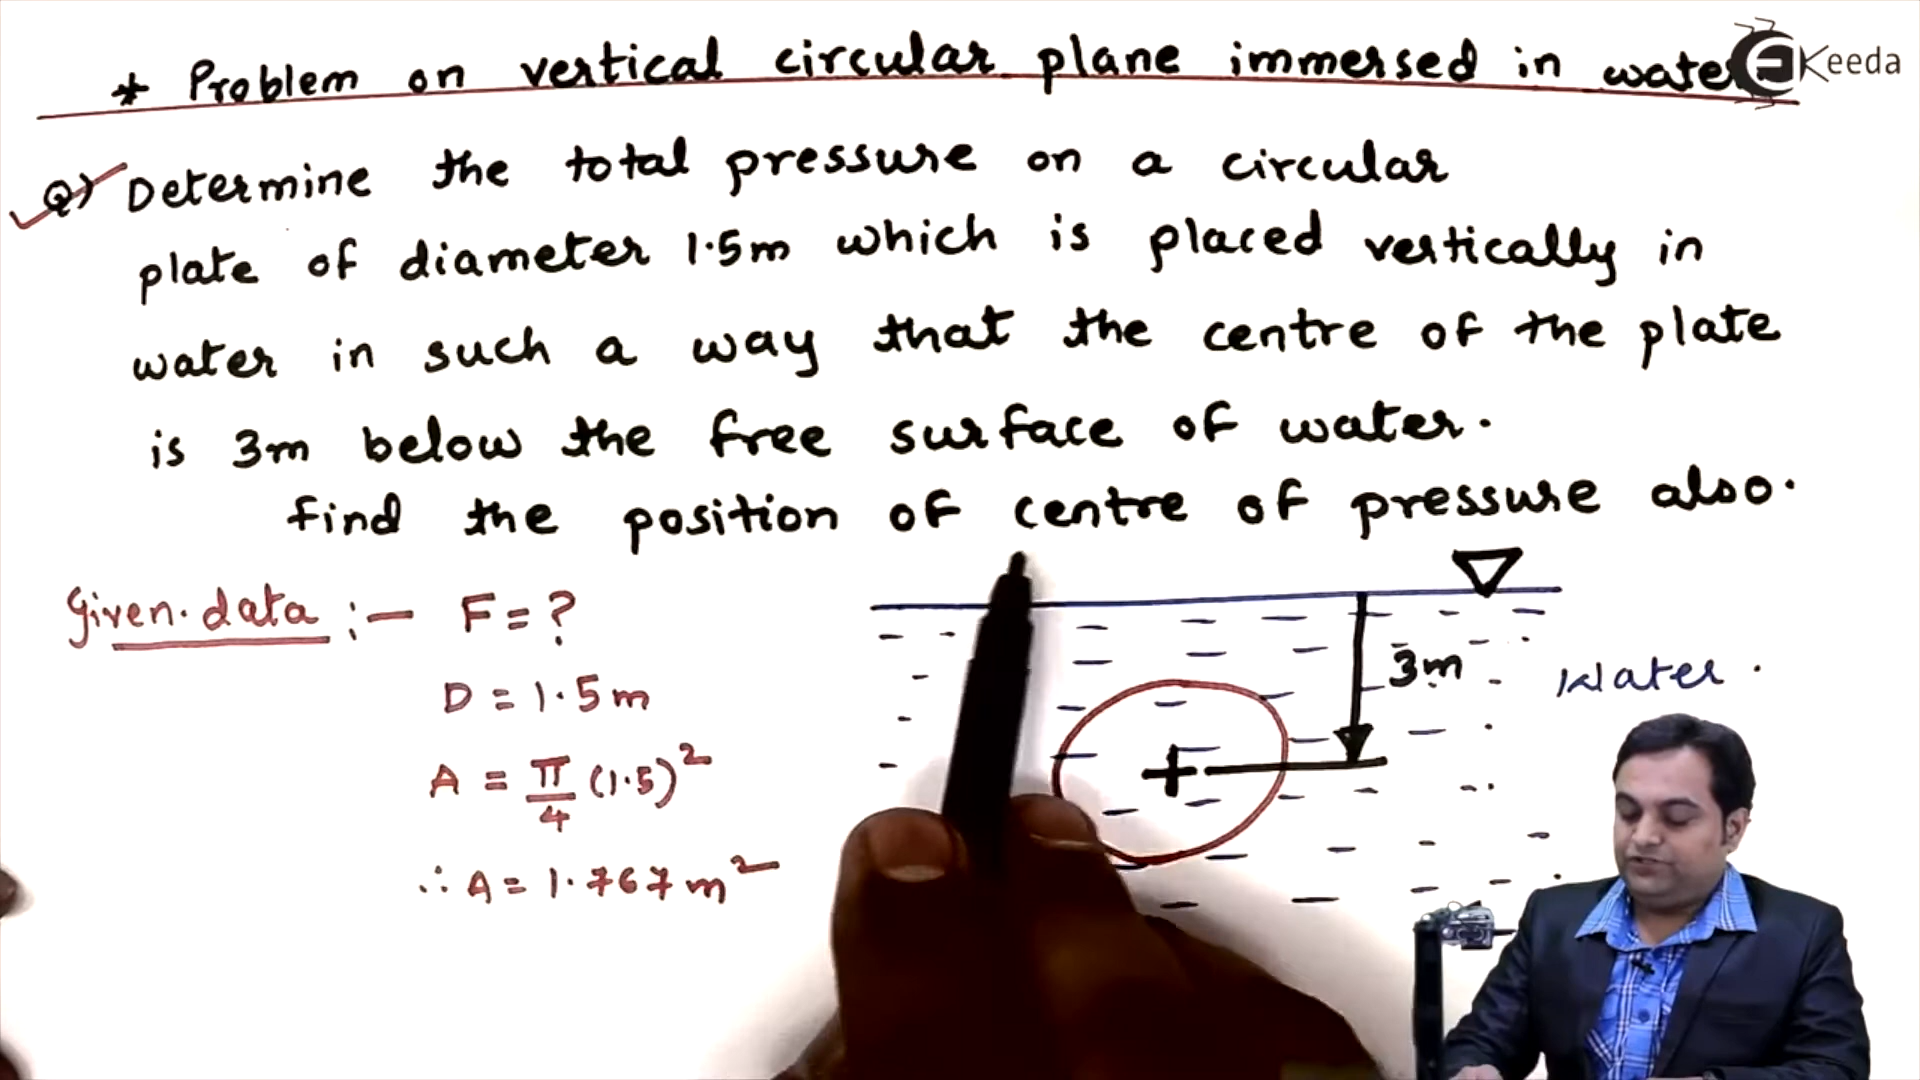 * Problem on vertical circular plane immersed in water
Keeda
Q) Determine the total pressure on a circular
plate of diameter 1.5m which is placed vertically in
water in such a way that the centre of the plate
is 3m below the free surface of water.
Find the position of centre of pressure also.
Given data :- F = ?
D = 1.5m
A = π/4 (1.5)²
∴ A = 1.767 m²
3m
Water.